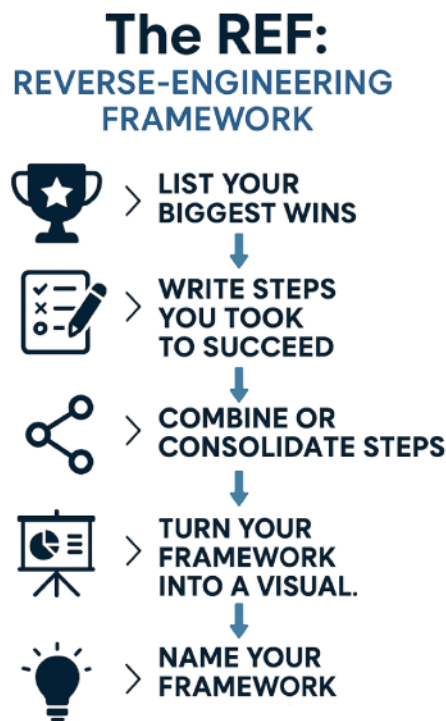 The REF:
REVERSE-ENGINEERING
FRAMEWORK
LIST YOUR
BIGGEST WINS
WRITE STEPS
YOU TOOK
TO SUCCEED
COMBINE OR
CONSOLIDATE STEPS
TURN YOUR
FRAMEWORK
INTO A VISUAL.
NAME YOUR
FRAMEWORK